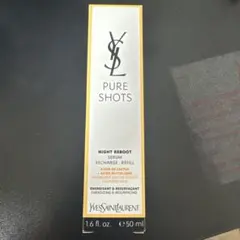 YSL
PURE
SHOTS
NIGHT REBOOT
SERUM
RECHARGE . REFILL
ENERGISANT & RESURFAÇANT
ENERGIZING & RESURFACING
YVES SAINT LAURENT
1.6 fl. oz. ℮ 50 ml